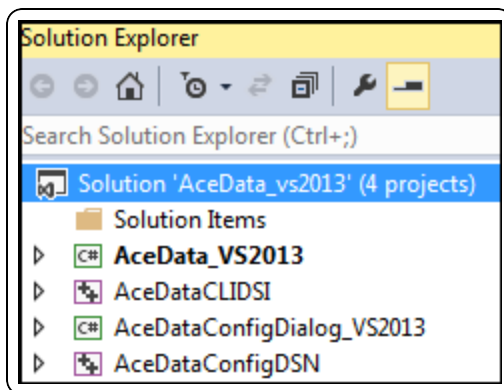 Solution Explorer
Search Solution Explorer (Ctrl+;)
Solution 'AceData_vs2013' (4 projects)
Solution Items
C# AceData_VS2013
AceDataCLIDSI
C# AceDataConfigDialog_VS2013
AceDataConfigDSN